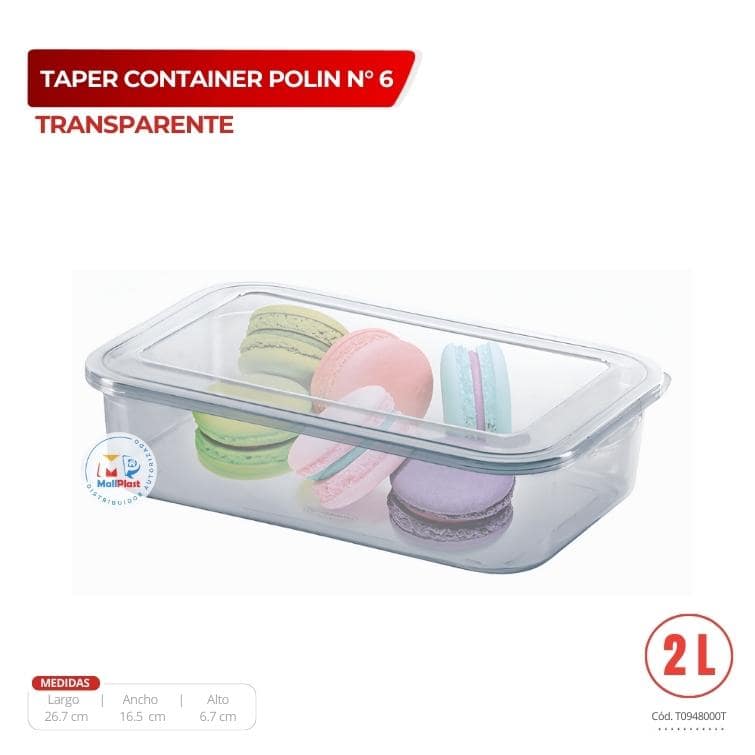 TAPER CONTAINER POLIN N° 6
TRANSPARENTE
MallPlast
DISTRIBUIDOR AUTORIZADO
2 L
MEDIDAS
Largo | Ancho | Alto
26.7 cm 16.5 cm 6.7 cm
Cód. T0948000T